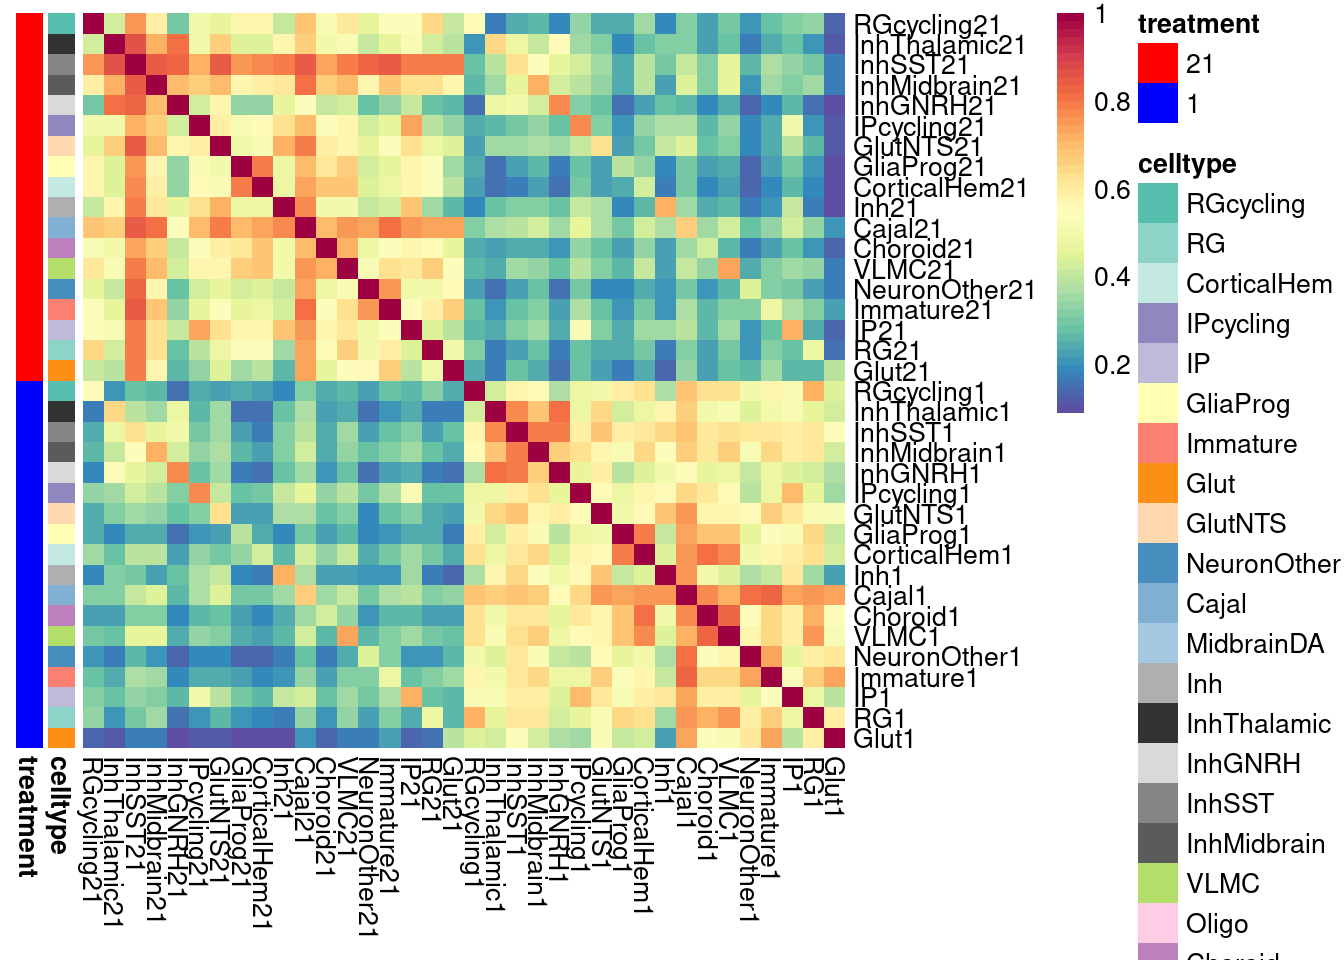 RGcycling21
InhThalamic21
InhSST21
InhMidbrain21
InhGNRH21
IPcycling21
GlutNTS21
GliaProg21
CorticalHem21
Inh21
Cajal21
Choroid21
VLMC21
NeuronOther21
Immature21
IP21
RG21
Glut21
RGcycling1
InhThalamic1
InhSST1
InhMidbrain1
InhGNRH1
IPcycling1
GlutNTS1
GliaProg1
CorticalHem1
Inh1
Cajal1
Choroid1
VLMC1
NeuronOther1
Immature1
IP1
RG1
Glut1
treatment
celltype
RGcycling21
InhThalamic21
InhSST21
InhMidbrain21
InhGNRH21
IPcycling21
GlutNTS21
GliaProg21
CorticalHem21
Inh21
Cajal21
Choroid21
VLMC21
NeuronOther21
Immature21
IP21
RG21
Glut21
RGcycling1
InhThalamic1
InhSST1
InhMidbrain1
InhGNRH1
IPcycling1
GlutNTS1
GliaProg1
CorticalHem1
Inh1
Cajal1
Choroid1
VLMC1
NeuronOther1
Immature1
IP1
RG1
Glut1
1
0.8
0.6
0.4
0.2
treatment
21
1
celltype
RGcycling
RG
CorticalHem
IPcycling
IP
GliaProg
Immature
Glut
GlutNTS
NeuronOther
Cajal
MidbrainDA
Inh
InhThalamic
InhGNRH
InhSST
InhMidbrain
VLMC
Oligo
Choroid